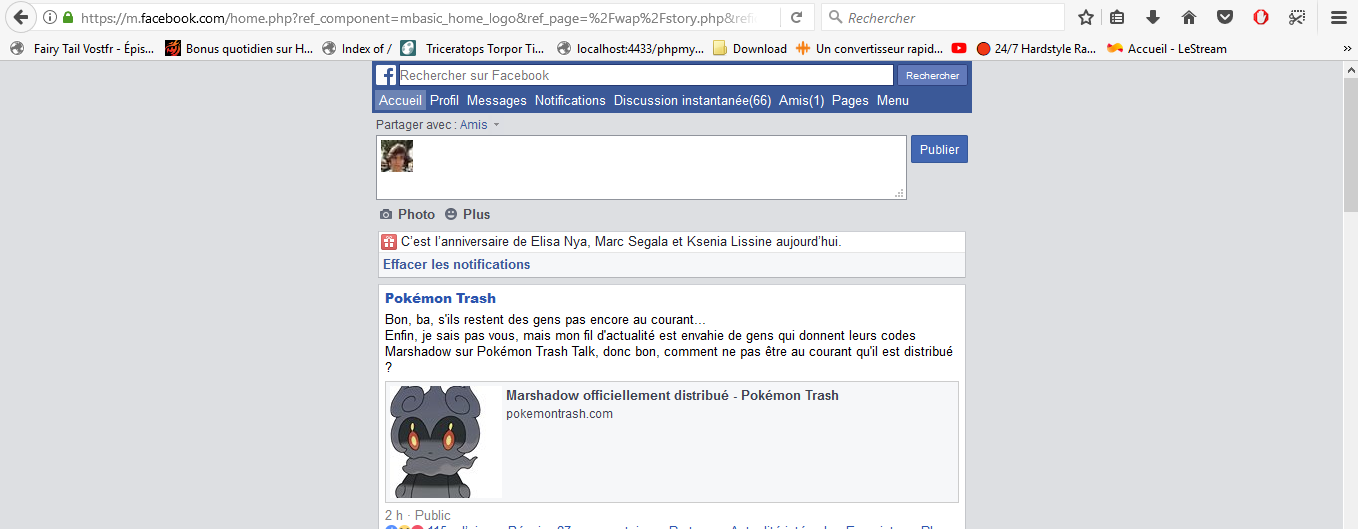 https://m.facebook.com/home.php?ref_component=mbasic_home_logo&ref_page=%2Fwap%2Fstory.php&refi
Rechercher
Fairy Tail Vostfr - Épis... Bonus quotidien sur H... Index of / Triceratops Torpor Ti... localhost:4433/phpmy... Download Un convertisseur rapid... 24/7 Hardstyle Ra... Accueil - LeStream
Rechercher sur Facebook Rechercher
Accueil Profil Messages Notifications Discussion instantanée(66) Amis(1) Pages Menu
Partager avec : Amis
Publier
Photo Plus
C'est l'anniversaire de Elisa Nya, Marc Segala et Ksenia Lissine aujourd'hui.
Effacer les notifications
Pokémon Trash
Bon, ba, s'ils restent des gens pas encore au courant...
Enfin, je sais pas vous, mais mon fil d'actualité est envahie de gens qui donnent leurs codes
Marshadow sur Pokémon Trash Talk, donc bon, comment ne pas être au courant qu'il est distribué
?
Marshadow officiellement distribué - Pokémon Trash
pokemontrash.com
2 h · Public